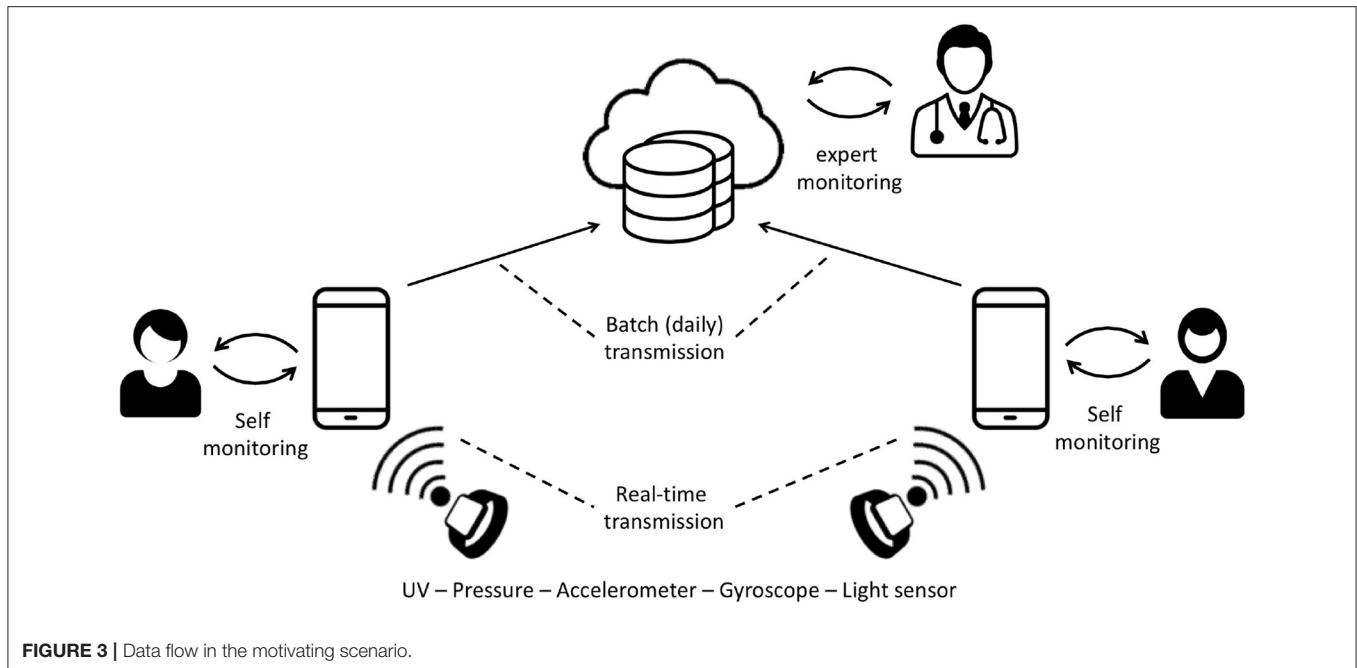 expert
monitoring
Batch (daily)
transmission
Self
monitoring
Self
monitoring
Real-time
transmission
UV – Pressure – Accelerometer – Gyroscope – Light sensor
FIGURE 3 | Data flow in the motivating scenario.